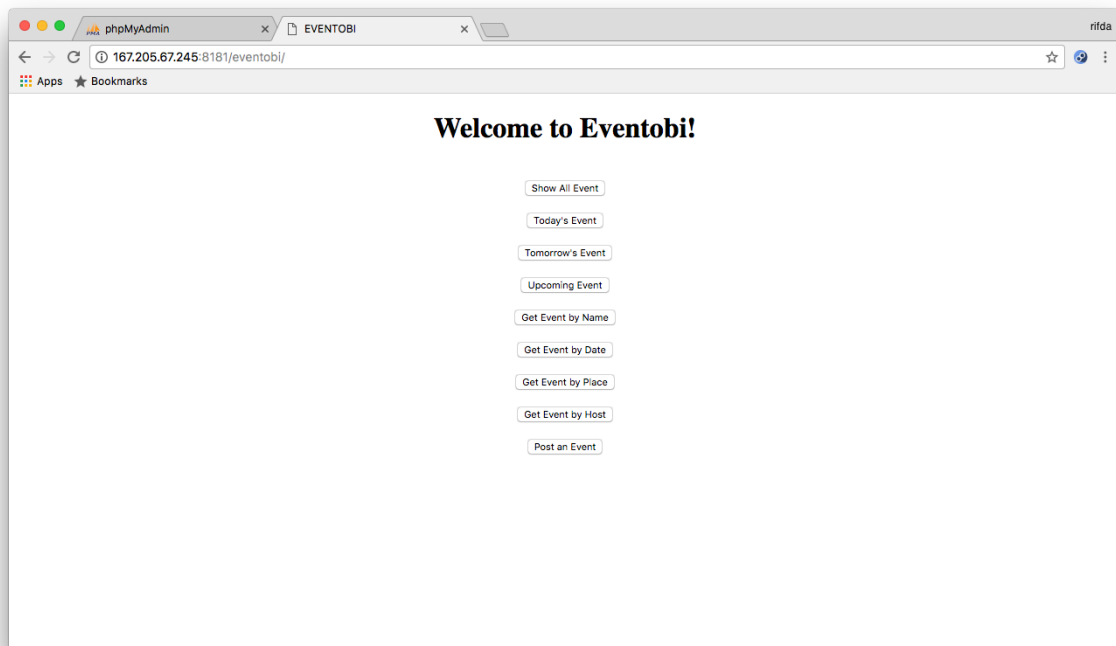 phpMyAdmin EVENTOBI rifda
167.205.67.245:8181/eventobi/
Apps Bookmarks
Welcome to Eventobi!
Show All Event
Today's Event
Tomorrow's Event
Upcoming Event
Get Event by Name
Get Event by Date
Get Event by Place
Get Event by Host
Post an Event